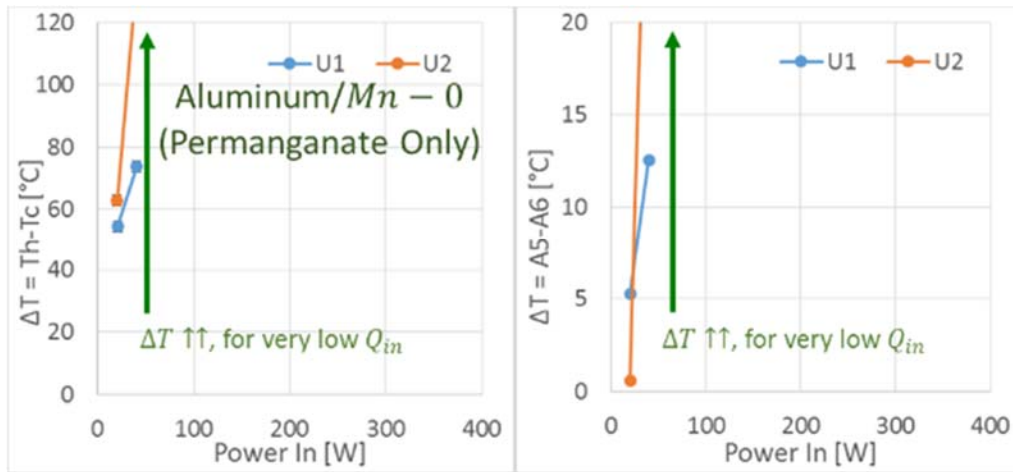 120
100
80
60
40
20
0
ΔT = Th-Tc [°C]
U1 U2
Aluminum/Mn − 0
(Permanganate Only)
ΔT ↑↑, for very low Q_in
0 100 200 300 400
Power In [W]
20
15
10
5
0
ΔT = A5-A6 [°C]
U1 U2
ΔT ↑↑, for very low Q_in
0 100 200 300 400
Power In [W]